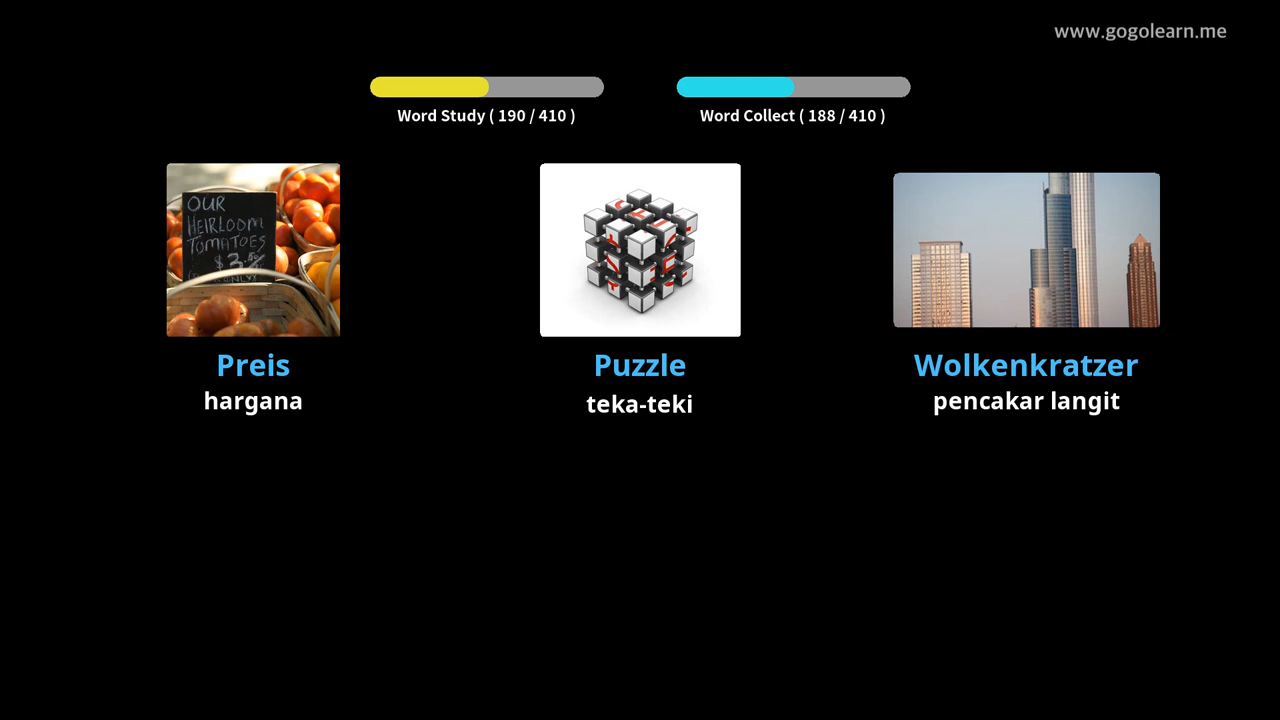 www.gogolearn.me
Word Study ( 190 / 410 )
Word Collect ( 188 / 410 )
OUR
HEIRLOOM
TOMATOES
Preis
hargana
Puzzle
teka-teki
Wolkenkratzer
pencakar langit